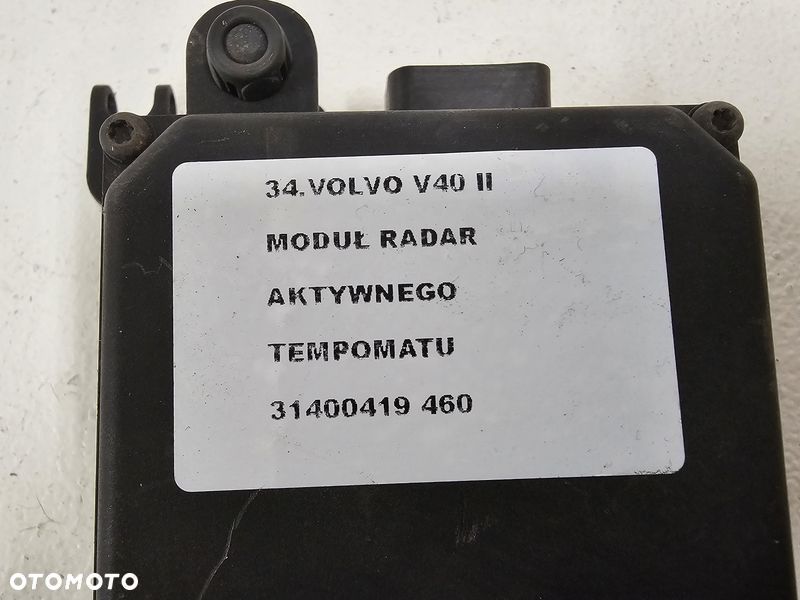 34.VOLVO V40 II
MODUŁ RADAR
AKTYWNEGO
TEMPOMATU
31400419 460
OTOMOTO